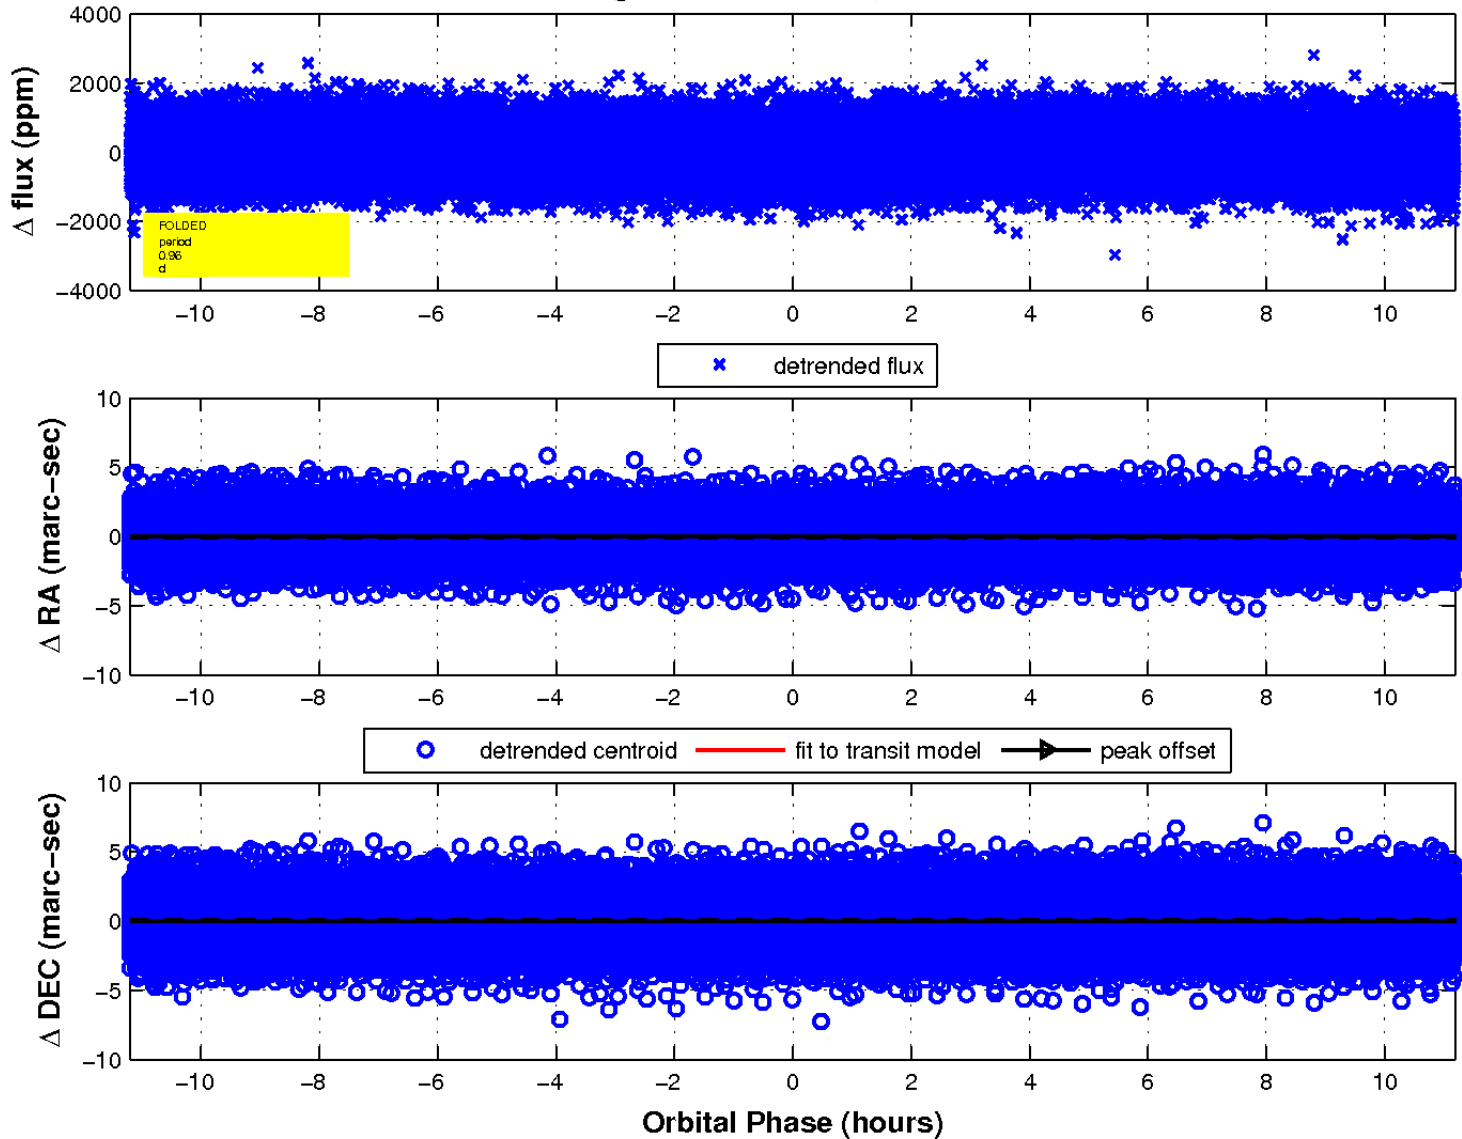 4000
2000
0
−2000
−4000
Δ flux (ppm)
FOLDED
period
0.96
d
−10 −8 −6 −4 −2 0 2 4 6 8 10
detrended flux
10
5
0
−5
−10
Δ RA (marc−sec)
−10 −8 −6 −4 −2 0 2 4 6 8 10
detrended centroid fit to transit model peak offset
10
5
0
−5
−10
Δ DEC (marc−sec)
−10 −8 −6 −4 −2 0 2 4 6 8 10
Orbital Phase (hours)